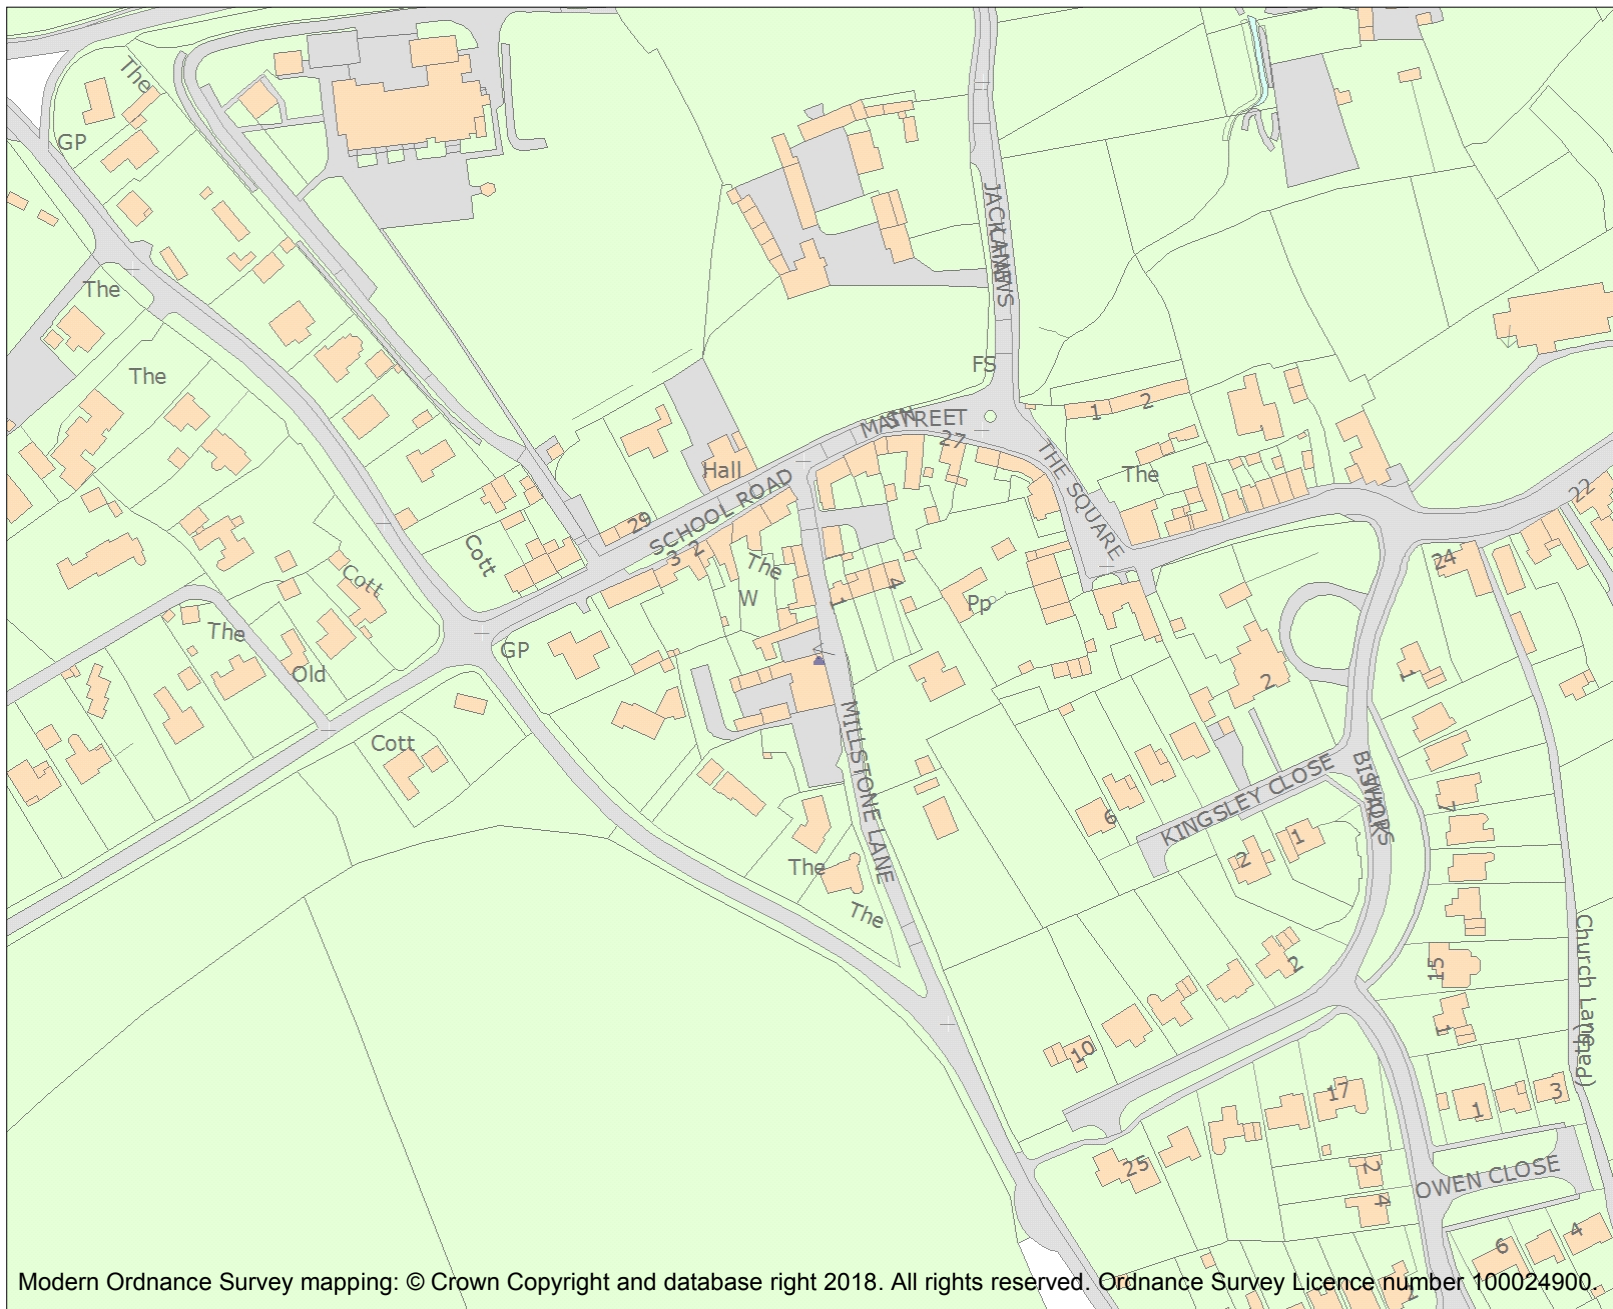 The
GP
The
The
JACKLAINS
FS
MAIN STREET
27
1
2
THE SQUARE
The
22
Hall
29
SCHOOL ROAD
3
2
Cott
Cott
The
W
1
4
Pp
24
The
Old
GP
Cott
2
1
MILLSTONE LANE
BISHOPS WALK
KINGSLEY CLOSE
6
7
2
1
The
The
2
15
1
10
Church Lane
(Path)
17
1
3
25
2
4
OWEN CLOSE
6
4
2
Modern Ordnance Survey mapping: © Crown Copyright and database right 2018. All rights reserved. Ordnance Survey Licence number 100024900.